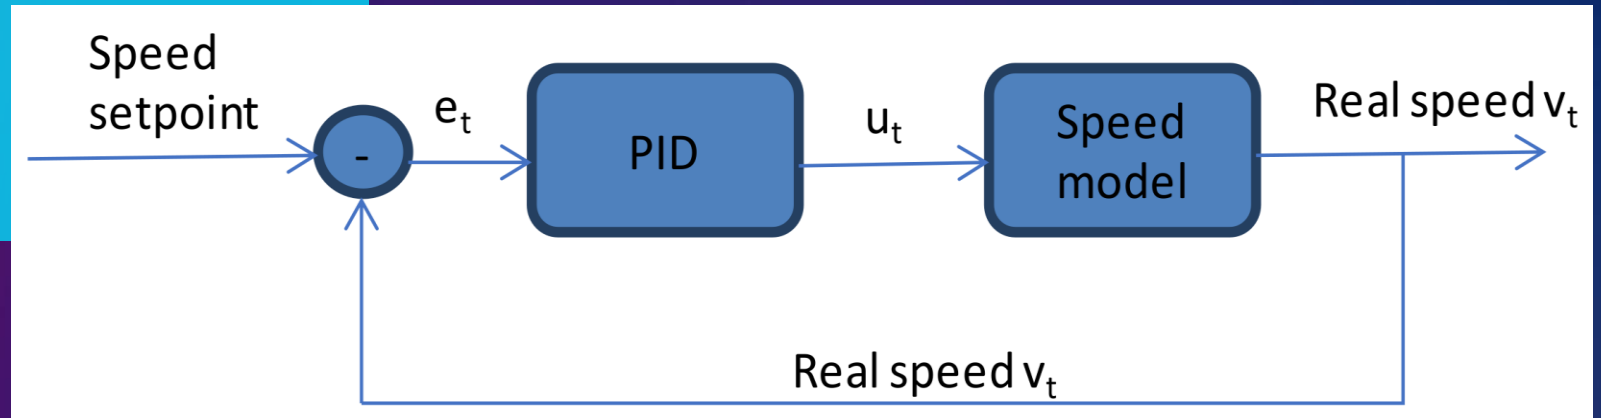 Speed
setpoint
-
e_t
PID
u_t
Speed
model
Real speed v_t
Real speed v_t